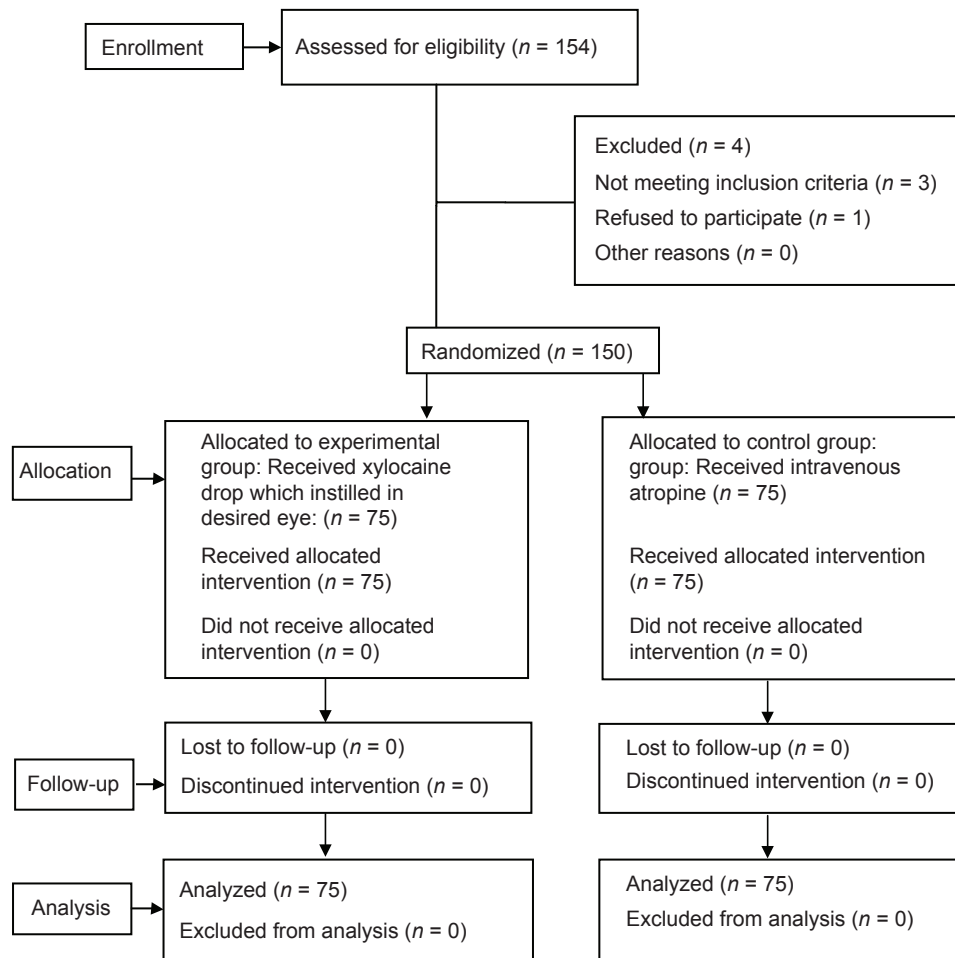 Enrollment
Assessed for eligibility (n = 154)
Excluded (n = 4)
Not meeting inclusion criteria (n = 3)
Refused to participate (n = 1)
Other reasons (n = 0)
Randomized (n = 150)
Allocation
Allocated to experimental
group: Received xylocaine
drop which instilled in
desired eye: (n = 75)
Received allocated
intervention (n = 75)
Did not receive allocated
intervention (n = 0)
Allocated to control group:
group: Received intravenous
atropine (n = 75)
Received allocated intervention
(n = 75)
Did not receive allocated
intervention (n = 0)
Follow-up
Lost to follow-up (n = 0)
Discontinued intervention (n = 0)
Lost to follow-up (n = 0)
Discontinued intervention (n = 0)
Analysis
Analyzed (n = 75)
Excluded from analysis (n = 0)
Analyzed (n = 75)
Excluded from analysis (n = 0)